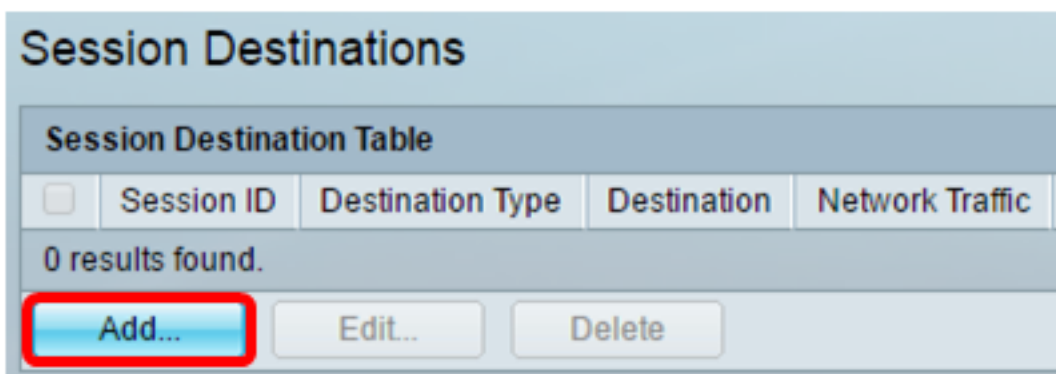 Session Destinations
Session Destination Table
Session ID Destination Type Destination Network Traffic
0 results found.
Add... Edit... Delete